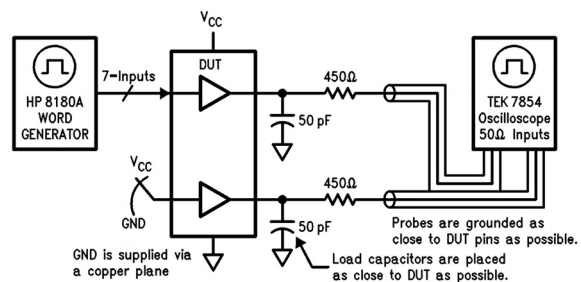 VCC
HP 8180A
WORD
GENERATOR
7-Inputs
DUT
450Ω
50 pF
TEK 7854
Oscilloscope
50Ω Inputs
VCC
GND
450Ω
50 pF
GND is supplied via
a copper plane
Probes are grounded as
close to DUT pins as possible.
Load capacitors are placed
as close to DUT as possible.